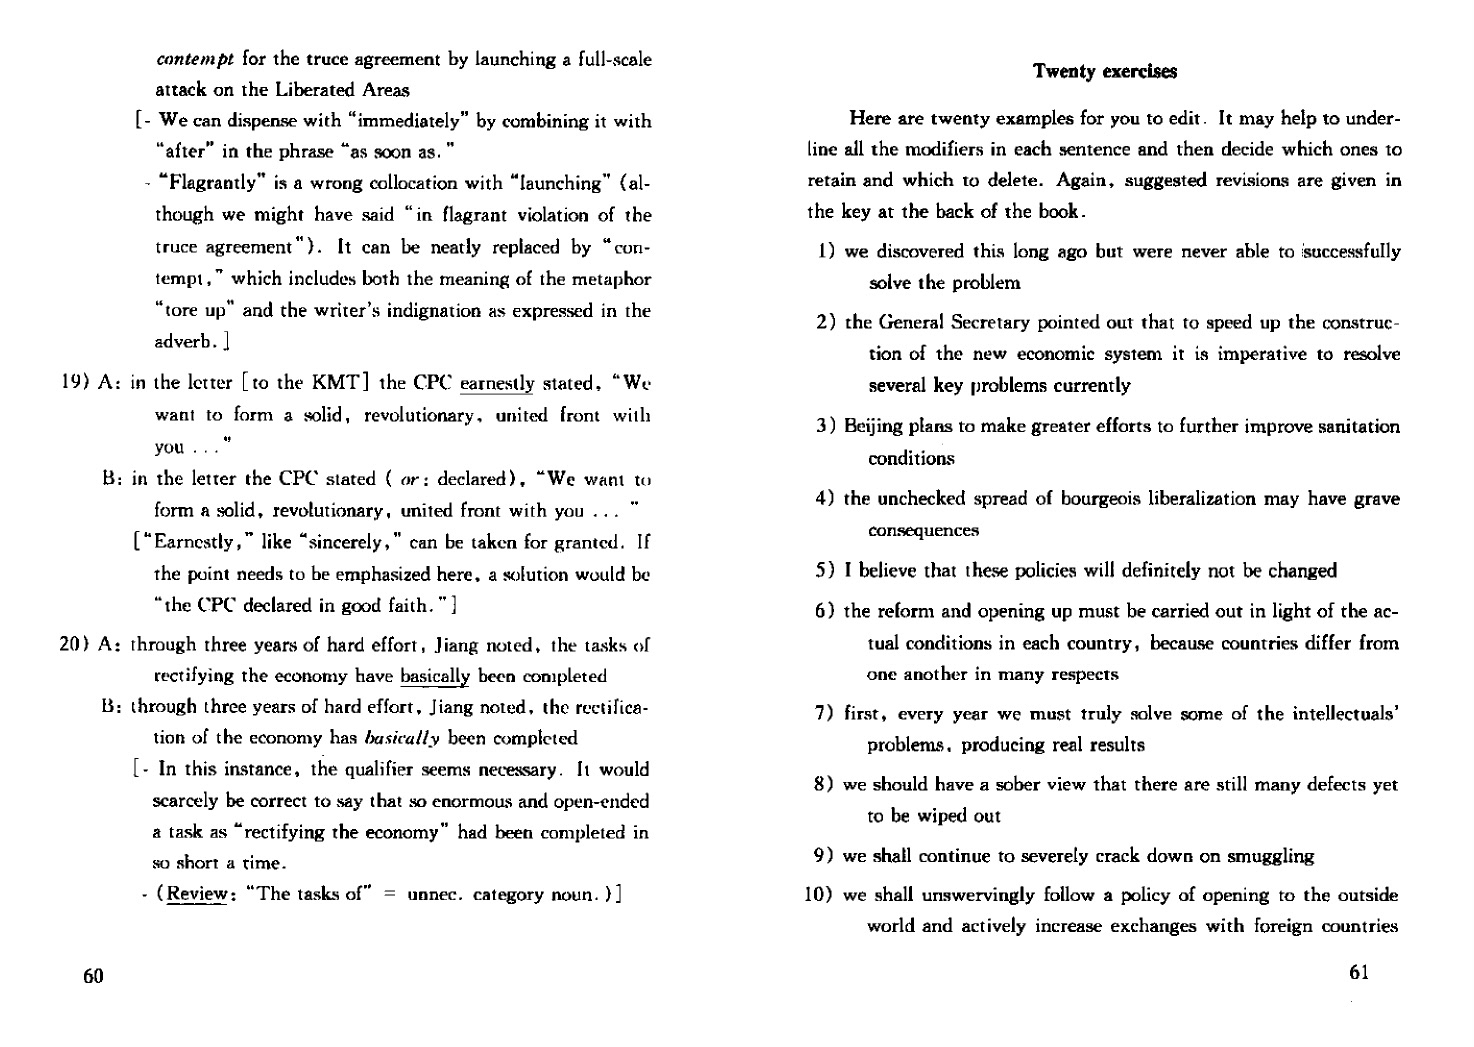 contempt for the truce agreement by launching a full-scale
attack on the Liberated Areas
[- We can dispense with "immediately" by combining it with
"after" in the phrase "as soon as."
- "Flagrantly" is a wrong collocation with "launching" (al-
though we might have said "in flagrant violation of the
truce agreement"). It can be neatly replaced by "con-
tempt," which includes both the meaning of the metaphor
"tore up" and the writer's indignation as expressed in the
adverb.]
19) A: in the letter [to the KMT] the CPC earnestly stated, "We
want to form a solid, revolutionary, united front with
you ..."
B: in the letter the CPC stated (or: declared), "We want to
form a solid, revolutionary, united front with you ... "
["Earnestly," like "sincerely," can be taken for granted. If
the point needs to be emphasized here, a solution would be
"the CPC declared in good faith."]
20) A: through three years of hard effort, Jiang noted, the tasks of
rectifying the economy have basically been completed
B: through three years of hard effort, Jiang noted, the rectifica-
tion of the economy has basically been completed
[- In this instance, the qualifier seems necessary. It would
scarcely be correct to say that so enormous and open-ended
a task as "rectifying the economy" had been completed in
so short a time.
- (Review: "The tasks of" = unnec. category noun.)]
60
Twenty exercises
Here are twenty examples for you to edit. It may help to under-
line all the modifiers in each sentence and then decide which ones to
retain and which to delete. Again, suggested revisions are given in
the key at the back of the book.
1) we discovered this long ago but were never able to successfully
solve the problem
2) the General Secretary pointed out that to speed up the construc-
tion of the new economic system it is imperative to resolve
several key problems currently
3) Beijing plans to make greater efforts to further improve sanitation
conditions
4) the unchecked spread of bourgeois liberalization may have grave
consequences
5) I believe that these policies will definitely not be changed
6) the reform and opening up must be carried out in light of the ac-
tual conditions in each country, because countries differ from
one another in many respects
7) first, every year we must truly solve some of the intellectuals'
problems, producing real results
8) we should have a sober view that there are still many defects yet
to be wiped out
9) we shall continue to severely crack down on smuggling
10) we shall unswervingly follow a policy of opening to the outside
world and actively increase exchanges with foreign countries
61